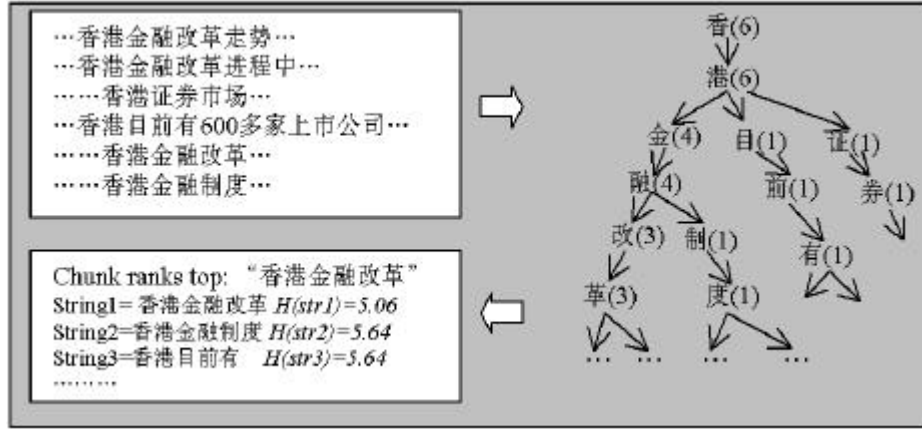 …香港金融改革走势…
…香港金融改革进程中…
……香港证券市场…
…香港目前有600多家上市公司…
……香港金融改革…
……香港金融制度…
Chunk ranks top: “香港金融改革”
String1= 香港金融改革 H(str1)=5.06
String2=香港金融制度 H(str2)=5.64
String3=香港目前有 H(str3)=5.64
………
香(6)
港(6)
金(4) 目(1) 证(1)
融(4) 前(1) 券(1)
改(3) 制(1) 有(1)
革(3) 度(1)
… … … …